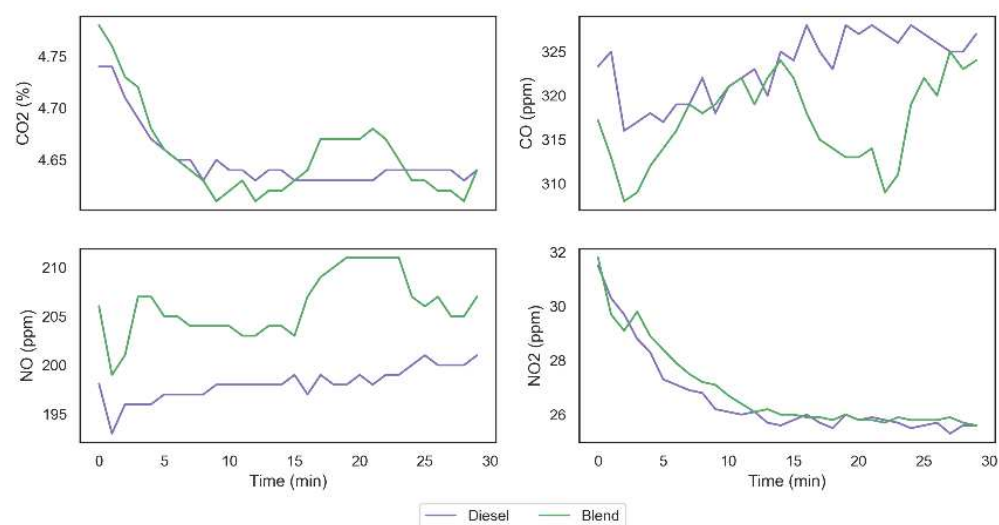 4.75
4.70
4.65
CO2 (%)
325
320
315
310
CO (ppm)
210
205
200
195
NO (ppm)
0 5 10 15 20 25 30
Time (min)
32
30
28
26
NO2 (ppm)
0 5 10 15 20 25 30
Time (min)
Diesel Blend